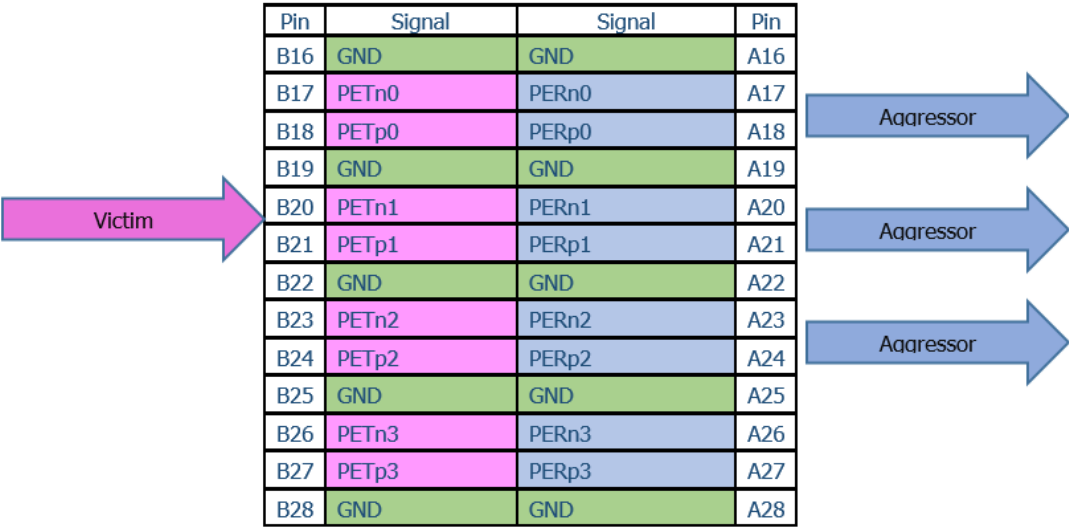 Pin Signal Signal Pin
B16 GND GND A16
B17 PETn0 PERn0 A17
Aggressor
B18 PETp0 PERp0 A18
B19 GND GND A19
Victim
B20 PETn1 PERn1 A20
Aggressor
B21 PETp1 PERp1 A21
B22 GND GND A22
B23 PETn2 PERn2 A23
Aggressor
B24 PETp2 PERp2 A24
B25 GND GND A25
B26 PETn3 PERn3 A26
B27 PETp3 PERp3 A27
B28 GND GND A28